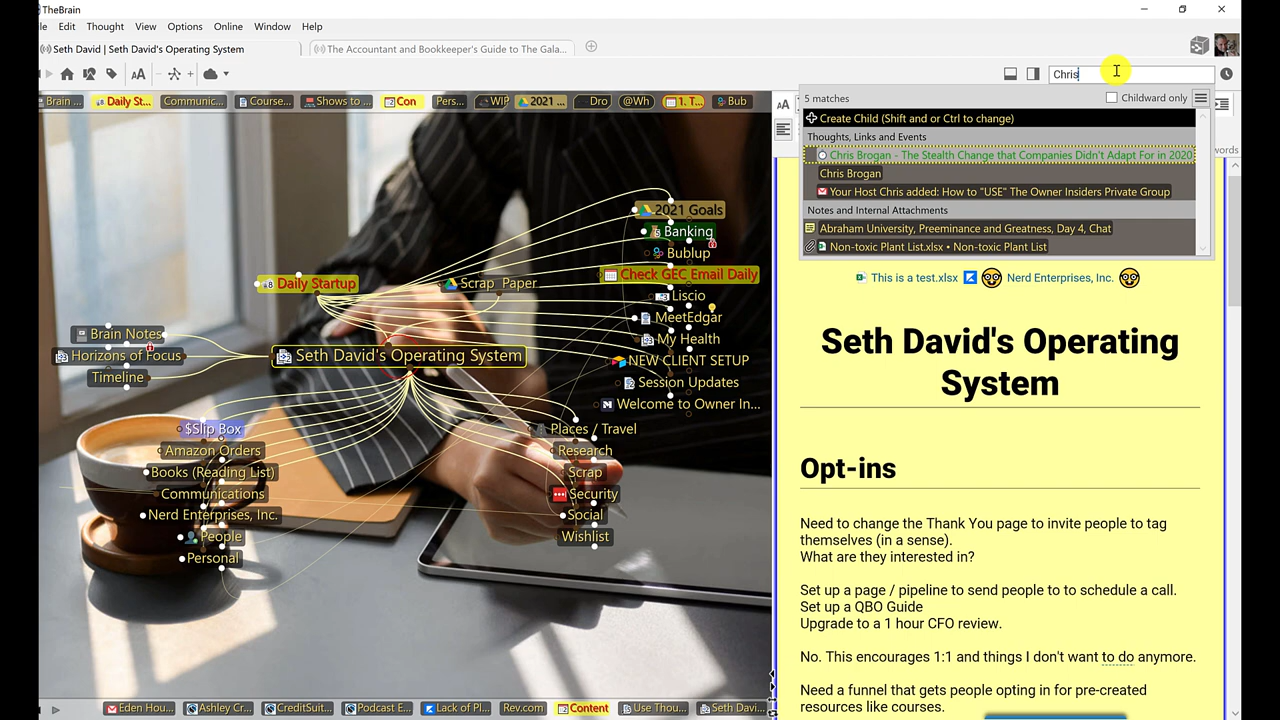 TheBrain
Edit Thought View Options Online Window Help
Seth David | Seth David's Operating System
The Accountant and Bookkeeper's Guide to The Gala...
Chris
Brain ... Daily St... Communic... Course... Shows to ... Con Pers... WIP 2021 ... Dro @Wh 1. T... Bub
5 matches
Childward only
Create Child (Shift and or Ctrl to change)
Thoughts, Links and Events
Chris Brogan - The Stealth Change that Companies Didn't Adapt For in 2020
Chris Brogan
Your Host Chris added: How to "USE" The Owner Insiders Private Group
Notes and Internal Attachments
Abraham University, Preeminance and Greatness, Day 4, Chat
Non-toxic Plant List.xlsx • Non-toxic Plant List
words
2021 Goals
Banking
Bublup
Check GEC Email Daily
Liscio
MeetEdgar
My Health
NEW CLIENT SETUP
Session Updates
Welcome to Owner In...
Daily Startup
Scrap Paper
Brain Notes
Horizons of Focus
Timeline
Seth David's Operating System
$Slip Box
Amazon Orders
Books (Reading List)
Communications
Nerd Enterprises, Inc.
People
Personal
Places / Travel
Research
Scrap
Security
Social
Wishlist
This is a test.xlsx Nerd Enterprises, Inc.
Seth David's Operating
System
Opt-ins
Need to change the Thank You page to invite people to tag
themselves (in a sense).
What are they interested in?
Set up a page / pipeline to send people to to schedule a call.
Set up a QBO Guide
Upgrade to a 1 hour CFO review.
No. This encourages 1:1 and things I don't want to do anymore.
Need a funnel that gets people opting in for pre-created
resources like courses.
Eden Hou... Ashley Cr... CreditSuit... Podcast E... Lack of Pl... Rev.com Content Use Thou... Seth Davi...